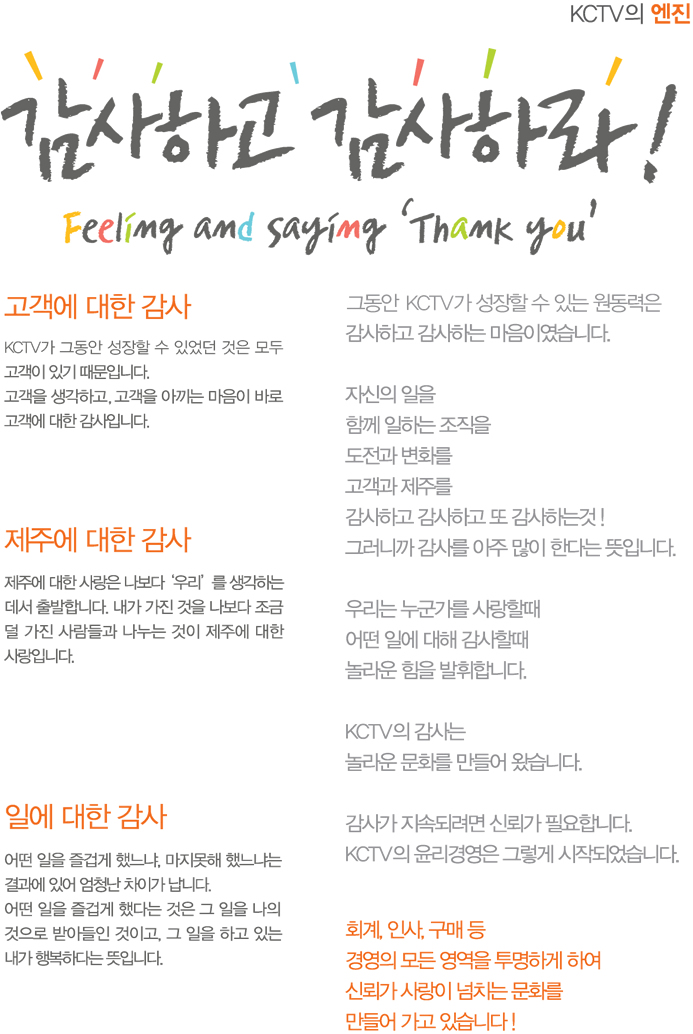 KCTV의 엔진
감사하고 감사하라!
Feeling and saying ‘Thank you’
고객에 대한 감사
KCTV가 그동안 성장할 수 있었던 것은 모두
고객이 있기 때문입니다.
고객을 생각하고, 고객을 아끼는 마음이 바로
고객에 대한 감사입니다.
제주에 대한 감사
제주에 대한 사랑은 나보다 ‘우리’를 생각하는
데서 출발합니다. 내가 가진 것을 나보다 조금
덜 가진 사람들과 나누는 것이 제주에 대한
사랑입니다.
일에 대한 감사
어떤 일을 즐겁게 했느냐, 마지못해 했느냐는
결과에 있어 엄청난 차이가 납니다.
어떤 일을 즐겁게 했다는 것은 그 일을 나의
것으로 받아들인 것이고, 그 일을 하고 있는
내가 행복하다는 뜻입니다.
그동안 KCTV가 성장할 수 있는 원동력은
감사하고 감사하는 마음이였습니다.
자신의 일을
함께 일하는 조직을
도전과 변화를
고객과 제주를
감사하고 감사하고 또 감사하는것!
그러니까 감사를 아주 많이 한다는 뜻입니다.
우리는 누군가를 사랑할때
어떤 일에 대해 감사할때
놀라운 힘을 발휘합니다.
KCTV의 감사는
놀라운 문화를 만들어 왔습니다.
감사가 지속되려면 신뢰가 필요합니다.
KCTV의 윤리경영은 그렇게 시작되었습니다.
회계, 인사, 구매 등
경영의 모든 영역을 투명하게 하여
신뢰가 사랑이 넘치는 문화를
만들어 가고 있습니다!